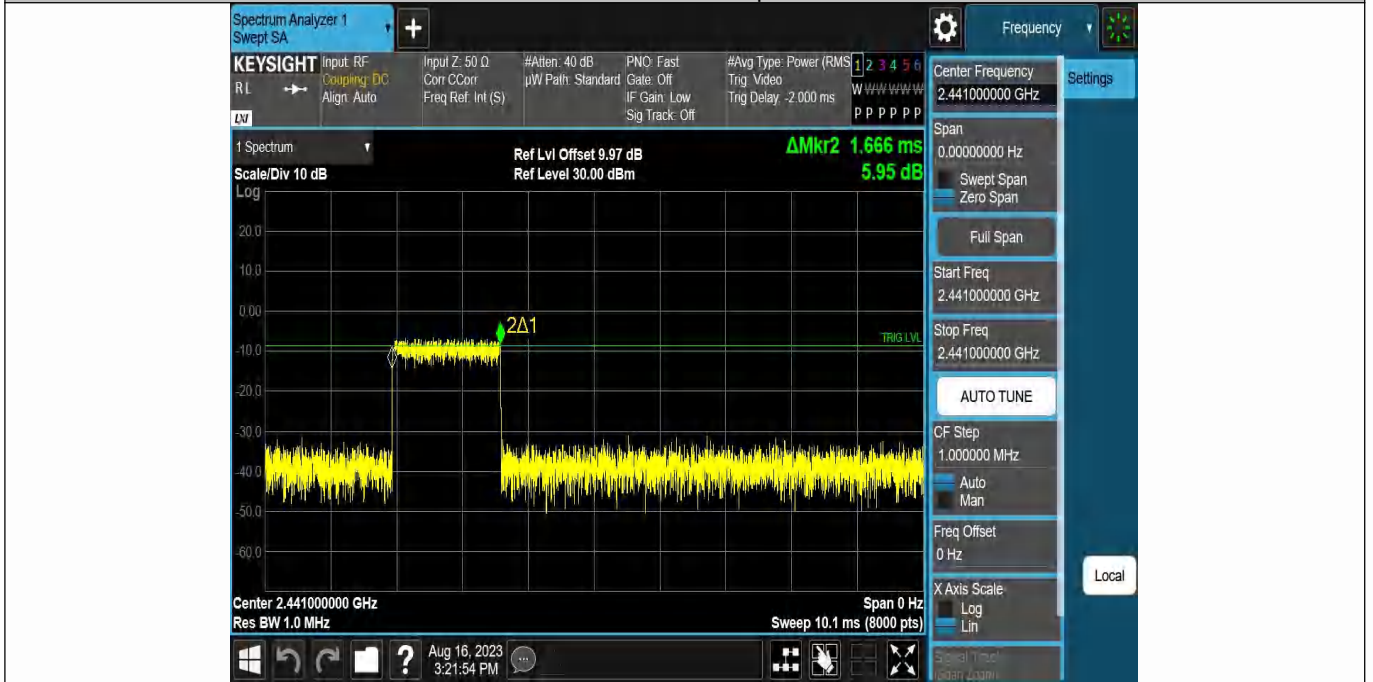 Spectrum Analyzer 1
Swept SA
+
Frequency
KEYSIGHT
R L
LXI
Input: RF
Coupling: DC
Align: Auto
Input Z: 50 Ω
Corr CCorr
Freq Ref: Int (S)
#Atten: 40 dB
µW Path: Standard
PNO: Fast
Gate: Off
IF Gain: Low
Sig Track: Off
#Avg Type: Power (RMS
Trig: Video
Trig Delay: -2.000 ms
1 2 3 4 5 6
W W W W W W
P P P P P P
Center Frequency
2.441000000 GHz
Settings
1 Spectrum
Scale/Div 10 dB
Ref Lvl Offset 9.97 dB
Ref Level 30.00 dBm
ΔMkr2 1.666 ms
5.95 dB
Span
0.00000000 Hz
Swept Span
Zero Span
Full Span
Start Freq
2.441000000 GHz
Stop Freq
2.441000000 GHz
AUTO TUNE
CF Step
1.000000 MHz
Auto
Man
Freq Offset
0 Hz
X Axis Scale
Log
Lin
Signal Track
(Span Zoom)
Local
Log
20.0
10.0
0.00
-10.0
-20.0
-30.0
-40.0
-50.0
-60.0
2Δ1
TRIG LVL
Center 2.441000000 GHz
Res BW 1.0 MHz
Span 0 Hz
Sweep 10.1 ms (8000 pts)
?
Aug 16, 2023
3:21:54 PM